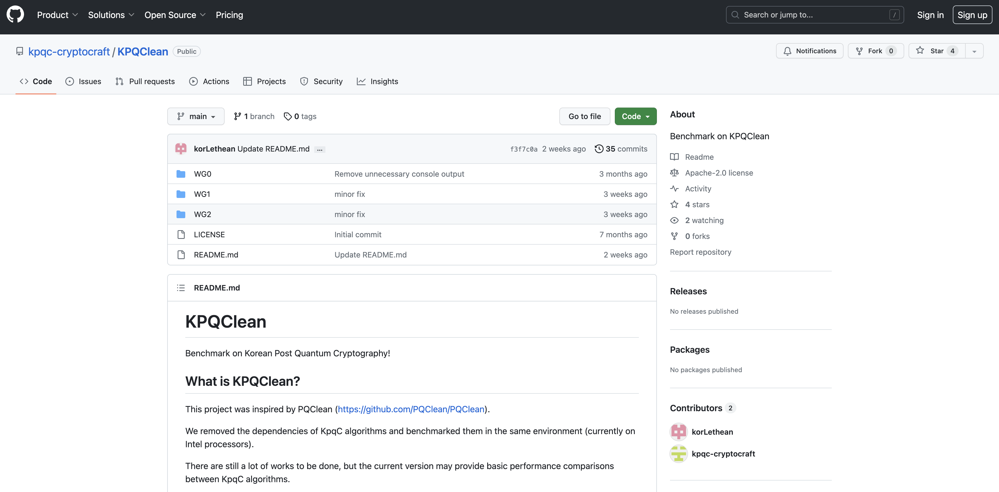 Product Solutions Open Source Pricing Search or jump to... / Sign in Sign up
kpqc-cryptocraft / KPQClean Public Notifications Fork 0 Star 4
Code Issues Pull requests Actions Projects Security Insights
main 1 branch 0 tags Go to file Code
korLethean Update README.md ... f3f7c0a 2 weeks ago 35 commits
WG0 Remove unnecessary console output 3 months ago
WG1 minor fix 3 weeks ago
WG2 minor fix 3 weeks ago
LICENSE Initial commit 7 months ago
README.md Update README.md 2 weeks ago
README.md
KPQClean
Benchmark on Korean Post Quantum Cryptography!
What is KPQClean?
This project was inspired by PQClean (https://github.com/PQClean/PQClean).
We removed the dependencies of KpqC algorithms and benchmarked them in the same environment (currently on
Intel processors).
There are still a lot of works to be done, but the current version may provide basic performance comparisons
between KpqC algorithms.
About
Benchmark on KPQClean
Readme
Apache-2.0 license
Activity
4 stars
2 watching
0 forks
Report repository
Releases
No releases published
Packages
No packages published
Contributors 2
korLethean
kpqc-cryptocraft